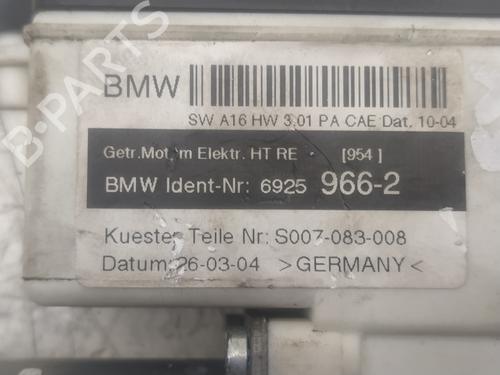 BMW
SW A16 HW 3.01 PA CAE Dat. 10-04
Getr.Mot. m Elektr. HT RE [954]
BMW Ident-Nr: 6925 966-2
Kuester Teile Nr: S007-083-008
Datum: 26-03-04 >GERMANY<
B-PARTS